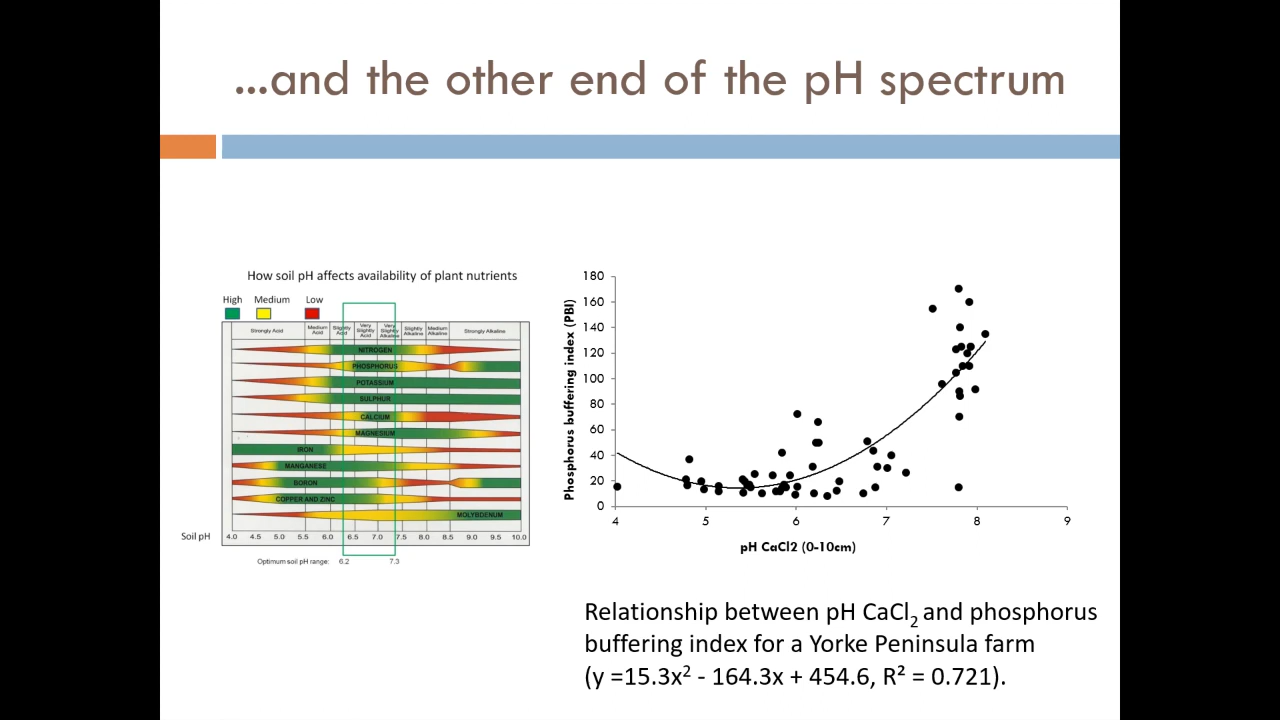 ...and the other end of the pH spectrum
How soil pH affects availability of plant nutrients
High Medium Low
Strongly Acid
Medium Acid
Slightly Acid
Very Slightly Acid
Very Slightly Alkaline
Slightly Alkaline
Medium Alkaline
Strongly Alkaline
NITROGEN
PHOSPHORUS
POTASSIUM
SULPHUR
CALCIUM
MAGNESIUM
IRON
MANGANESE
BORON
COPPER AND ZINC
MOLYBDENUM
Soil pH 4.0 4.5 5.0 5.5 6.0 6.5 7.0 7.5 8.0 8.5 9.0 9.5 10.0
Optimum soil pH range: 6.2 7.3
Phosphorus buffering index (PBI)
180
160
140
120
100
80
60
40
20
0
4 5 6 7 8 9
pH CaCl2 (0-10cm)
Relationship between pH CaCl₂ and phosphorus
buffering index for a Yorke Peninsula farm
(y =15.3x² - 164.3x + 454.6, R² = 0.721).